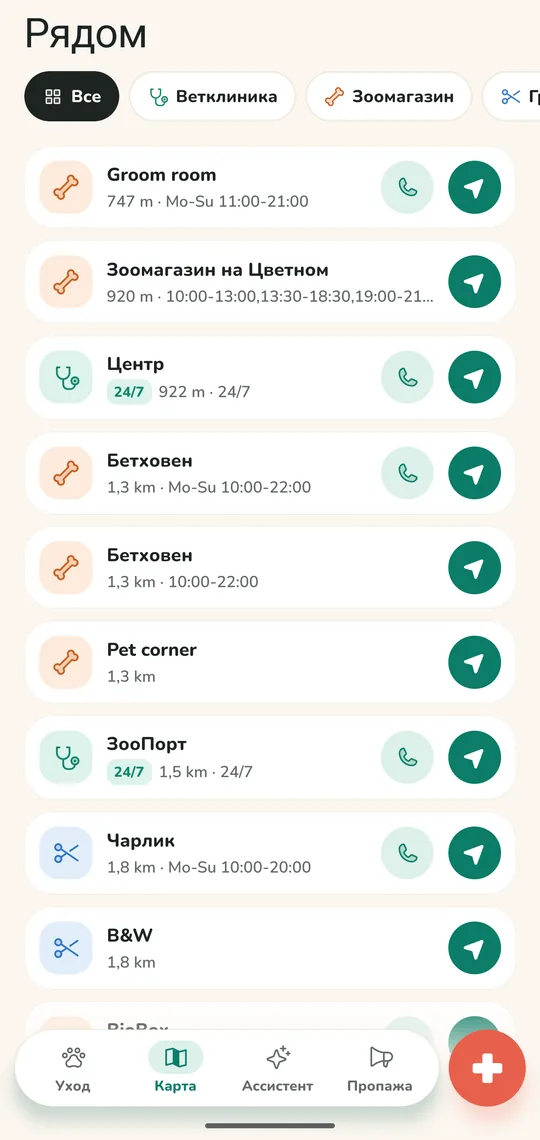 Рядом
Все
Ветклиника
Зоомагазин
Groom room
747 m · Mo-Su 11:00-21:00
Зоомагазин на Цветном
920 m · 10:00-13:00,13:30-18:30,19:00-21...
Центр
24/7 922 m · 24/7
Бетховен
1,3 km · Mo-Su 10:00-22:00
Бетховен
1,3 km · 10:00-22:00
Pet corner
1,3 km
ЗооПорт
24/7 1,5 km · 24/7
Чарлик
1,8 km · Mo-Su 10:00-20:00
B&W
1,8 km
Уход
Карта
Ассистент
Пропажа